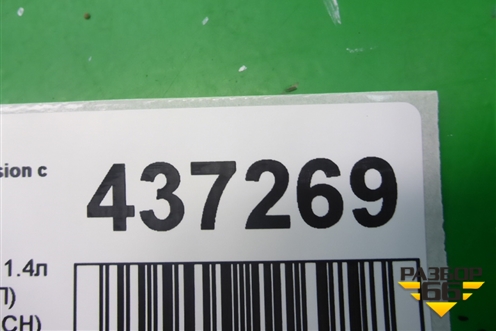 sion c
437269
1.4л
П)
CH)
РАЗБОР
66